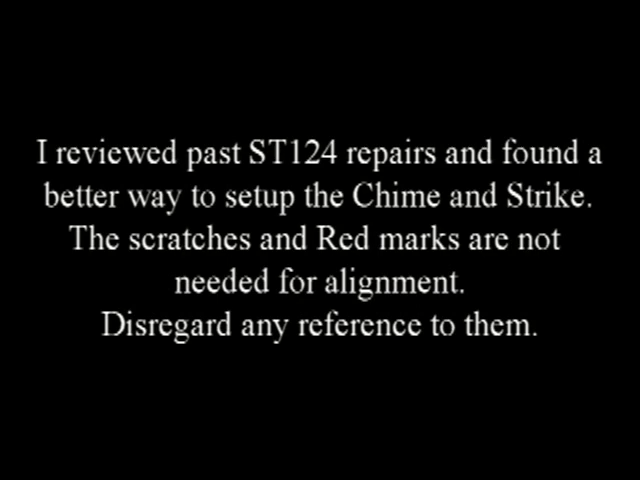 I reviewed past ST124 repairs and found a
better way to setup the Chime and Strike.
The scratches and Red marks are not
needed for alignment.
Disregard any reference to them.